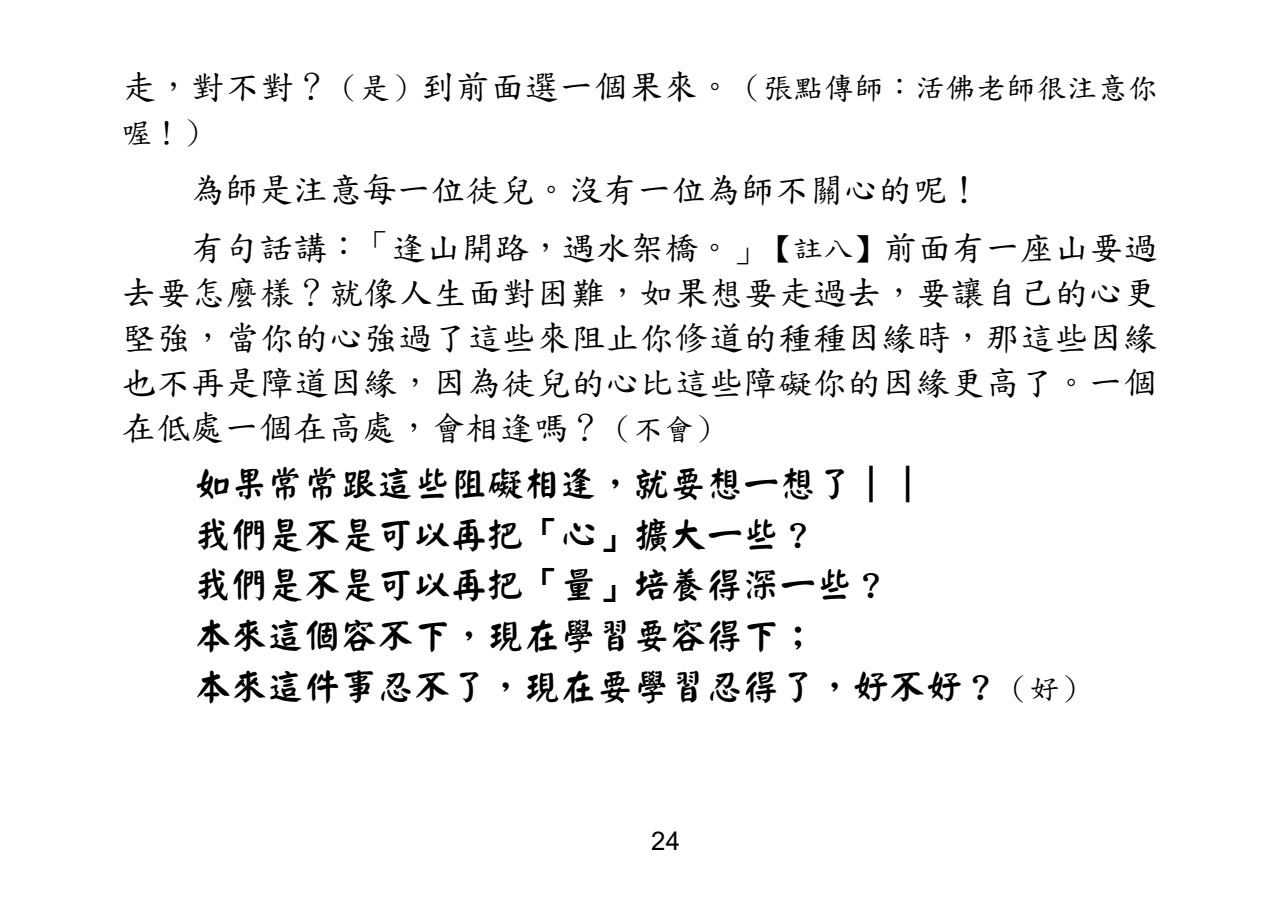 走，對不對？（是）到前面選一個果來。（張點傳師：活佛老師很注意你
喔！）
為師是注意每一位徒兒。沒有一位為師不關心的呢！
有句話講：「逢山開路，遇水架橋。」【註八】前面有一座山要過
去要怎麼樣？就像人生面對困難，如果想要走過去，要讓自己的心更
堅強，當你的心強過了這些來阻止你修道的種種因緣時，那這些因緣
也不再是障道因緣，因為徒兒的心比這些障礙你的因緣更高了。一個
在低處一個在高處，會相逢嗎？（不會）
如果常常跟這些阻礙相逢，就要想一想了││
我們是不是可以再把「心」擴大一些？
我們是不是可以再把「量」培養得深一些？
本來這個容不下，現在學習要容得下；
本來這件事忍不了，現在要學習忍得了，好不好？（好）
24